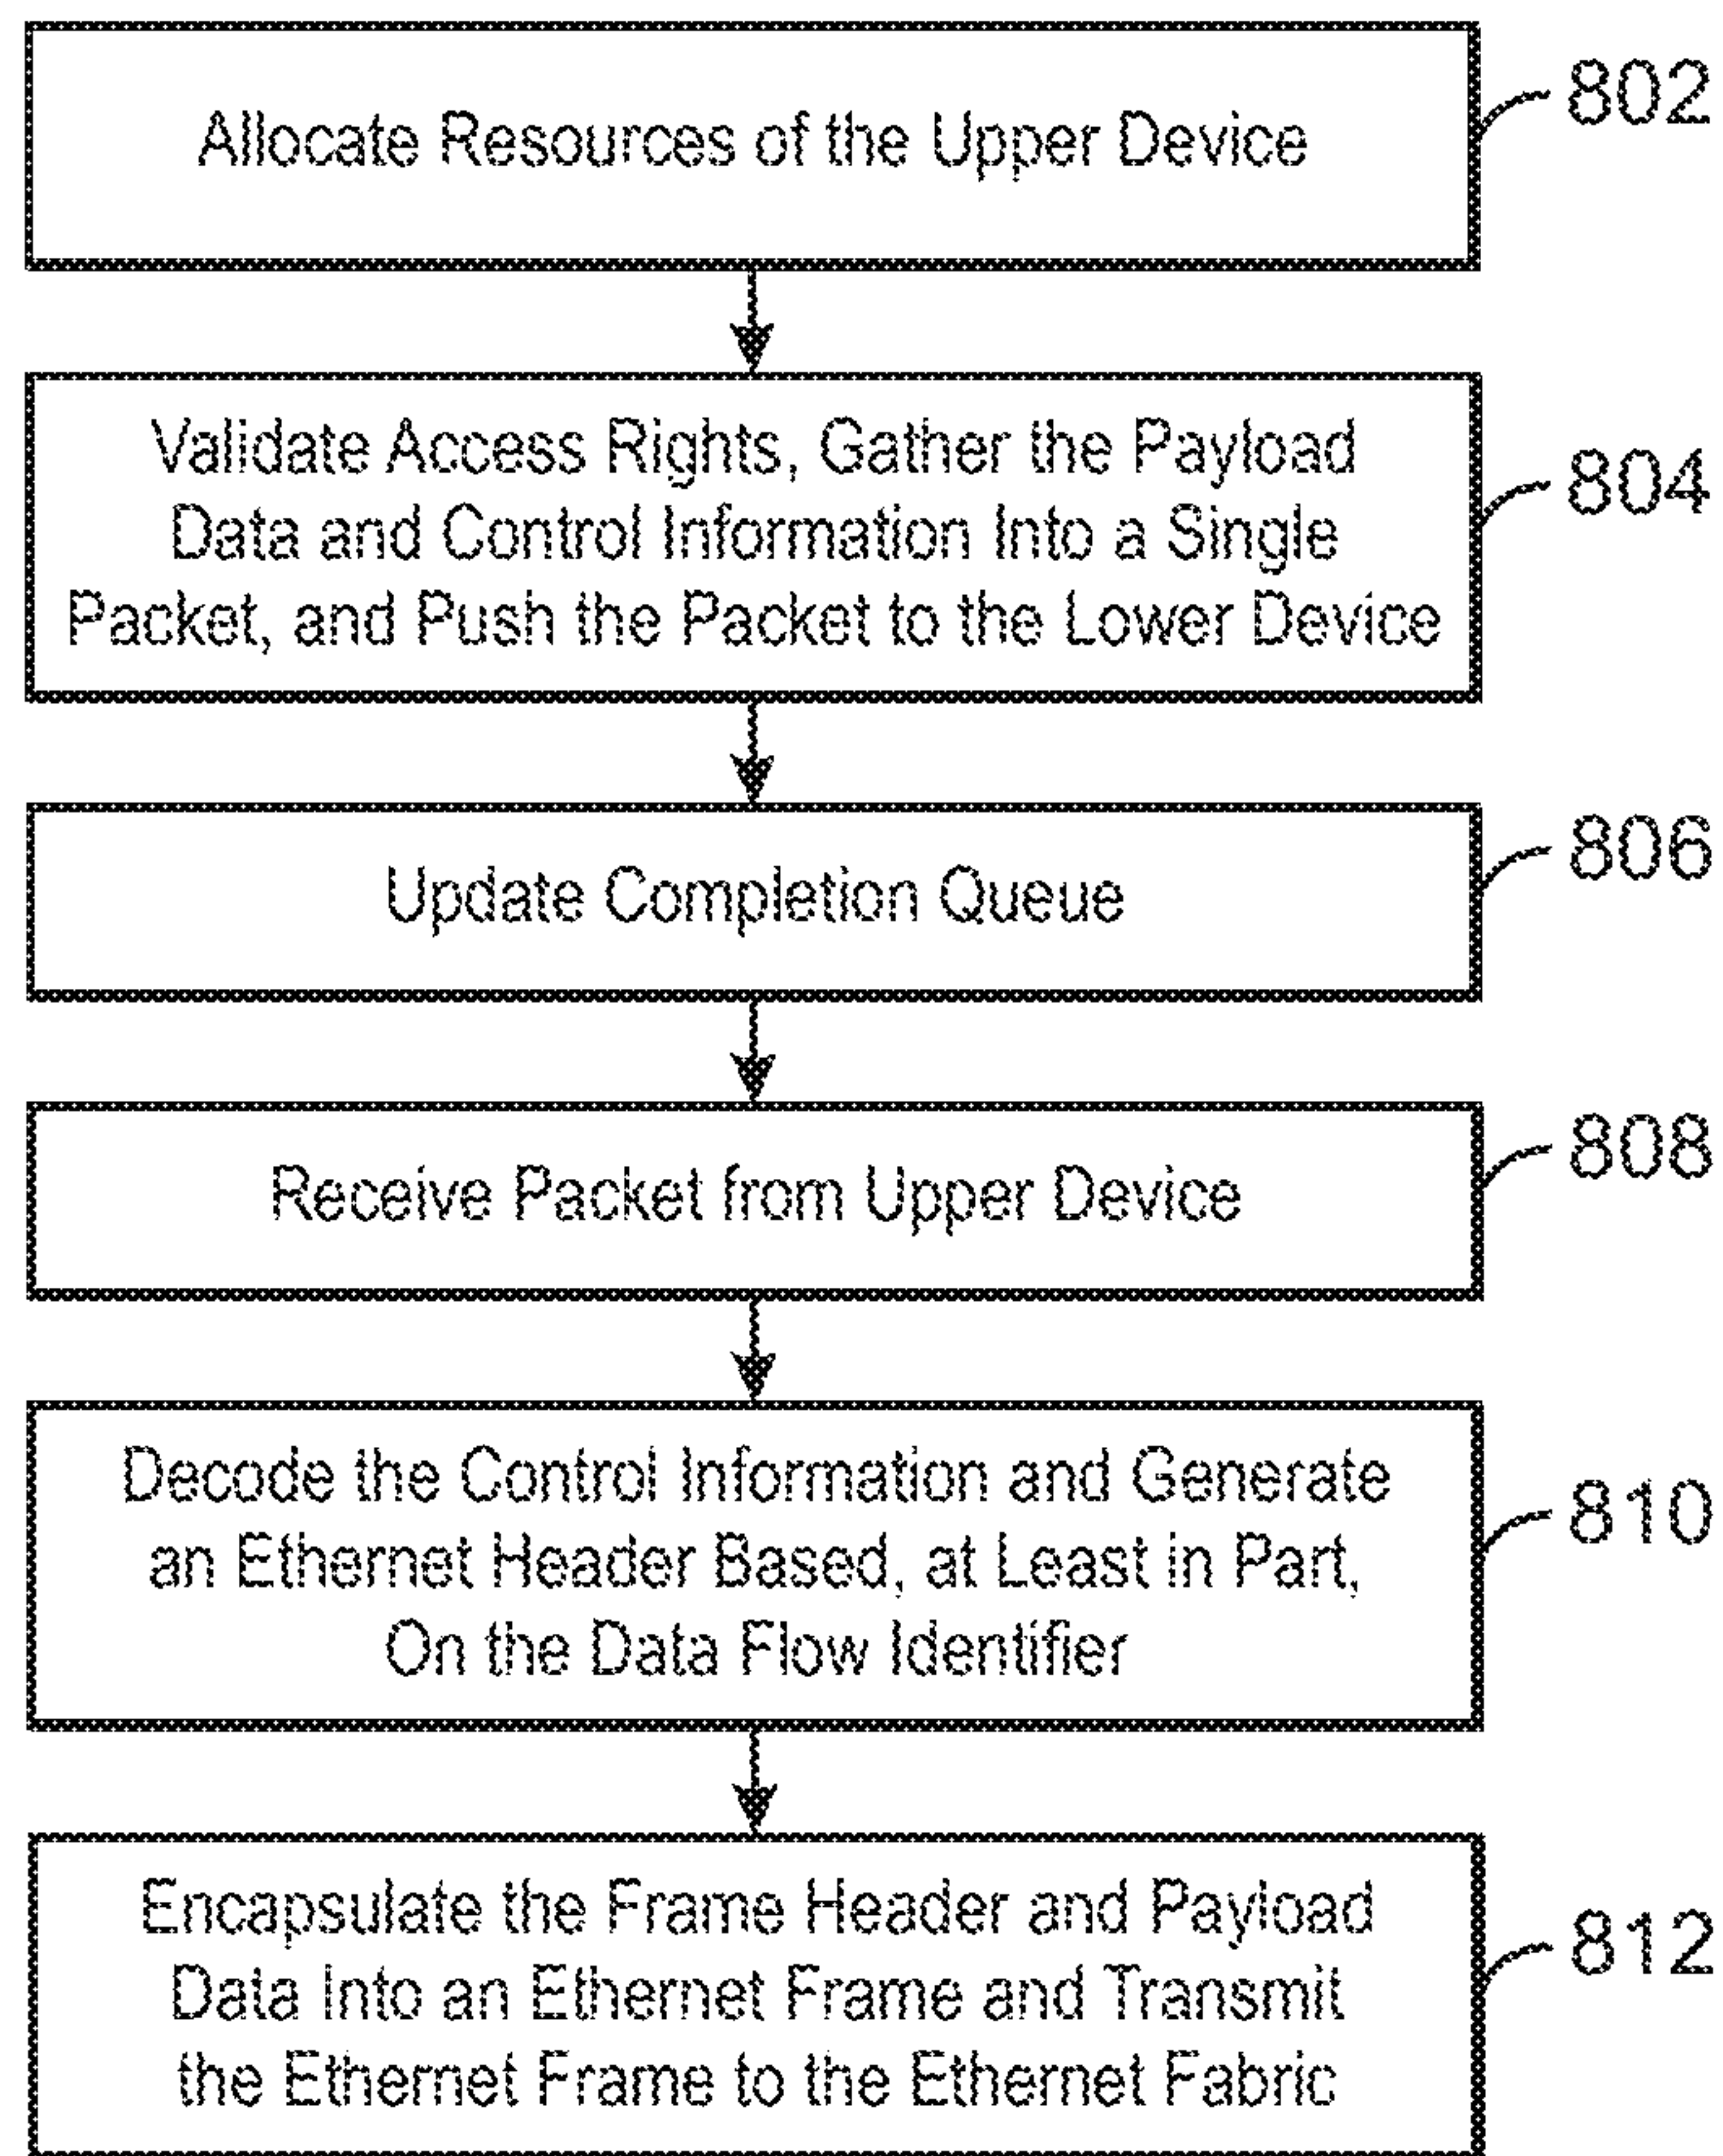 Allocate Resources of the Upper Device
802
Validate Access Rights, Gather the Payload
Data and Control Information Into a Single
Packet, and Push the Packet to the Lower Device
804
Update Completion Queue
806
Receive Packet from Upper Device
808
Decode the Control Information and Generate
an Ethernet Header Based, at Least in Part,
On the Data Flow Identifier
810
Encapsulate the Frame Header and Payload
Data Into an Ethernet Frame and Transmit
the Ethernet Frame to the Ethernet Fabric
812